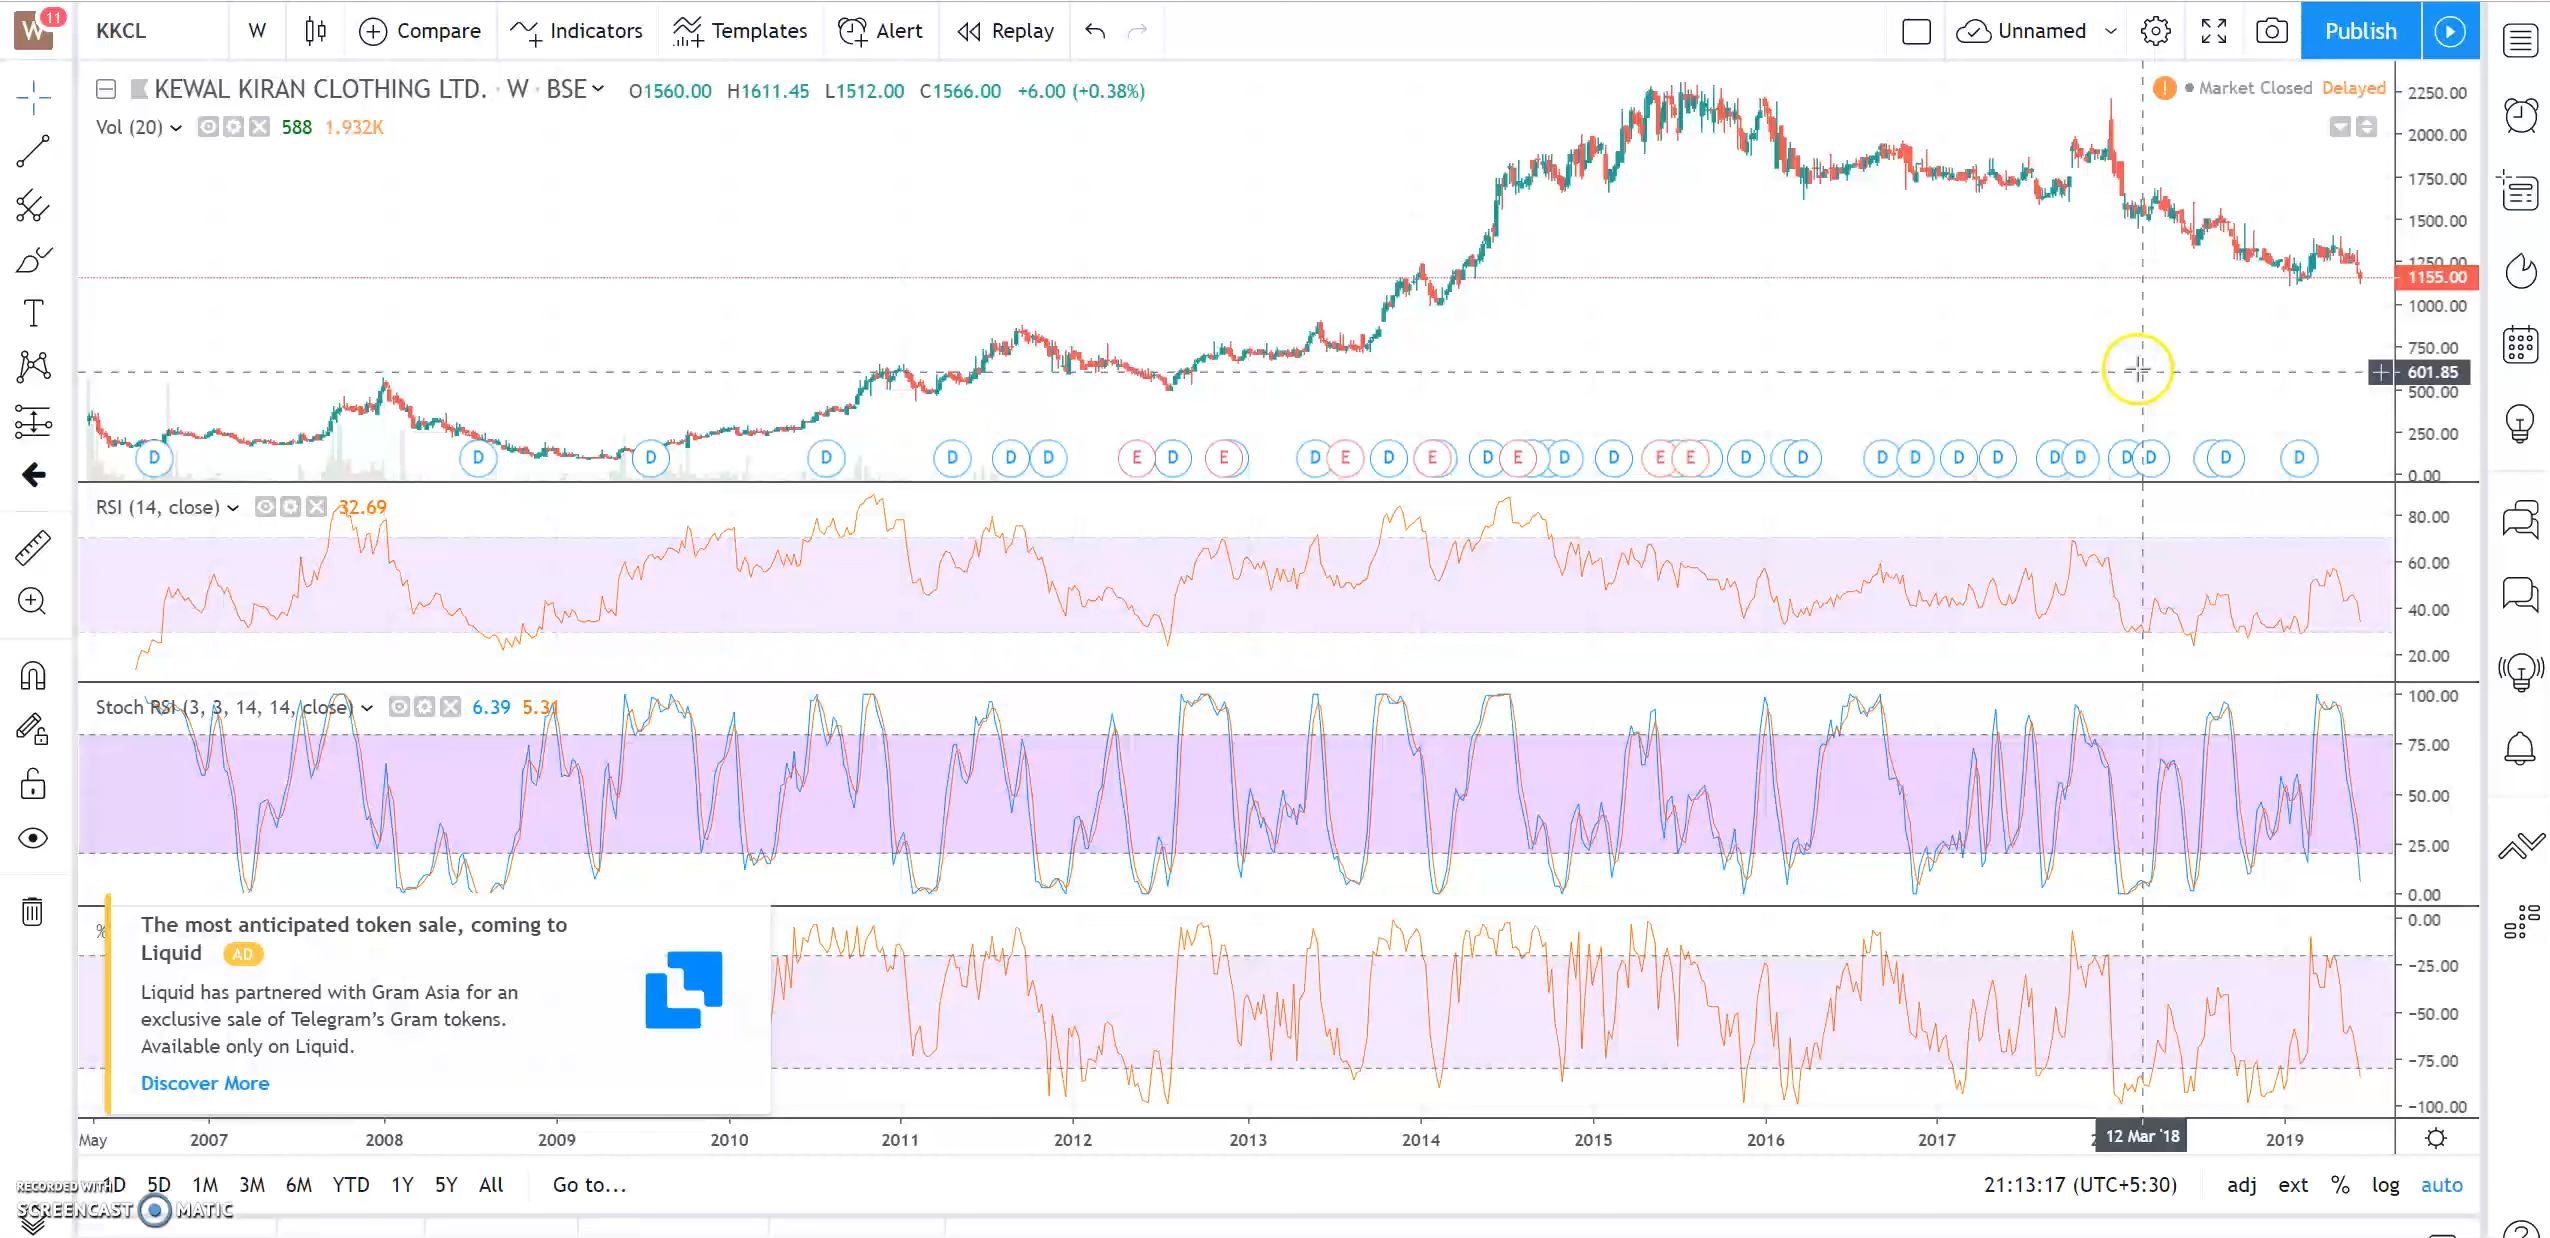 W 11 KKCL W Compare Indicators Templates Alert Replay Unnamed Publish
KEWAL KIRAN CLOTHING LTD. · W · BSE O1560.00 H1611.45 L1512.00 C1566.00 +6.00 (+0.38%) Market Closed Delayed
Vol (20) 588 1.932K
2250.00
2000.00
1750.00
1500.00
1250.00
1155.00
1000.00
750.00
601.85
500.00
250.00
0.00
D D D D D D D E D E D E D E D E D D E E D D D D D D D D D D D D
RSI (14, close) 32.69
80.00
60.00
40.00
20.00
Stoch RSI (3, 3, 14, 14, close) 6.39 5.31
100.00
75.00
50.00
25.00
0.00
%
The most anticipated token sale, coming to
Liquid AD
Liquid has partnered with Gram Asia for an
exclusive sale of Telegram's Gram tokens.
Available only on Liquid.
Discover More
0.00
-25.00
-50.00
-75.00
-100.00
May 2007 2008 2009 2010 2011 2012 2013 2014 2015 2016 2017 12 Mar '18 2019
1D 5D 1M 3M 6M YTD 1Y 5Y All Go to... 21:13:17 (UTC+5:30) adj ext % log auto
RECORDED WITH
SCREENCAST MATIC